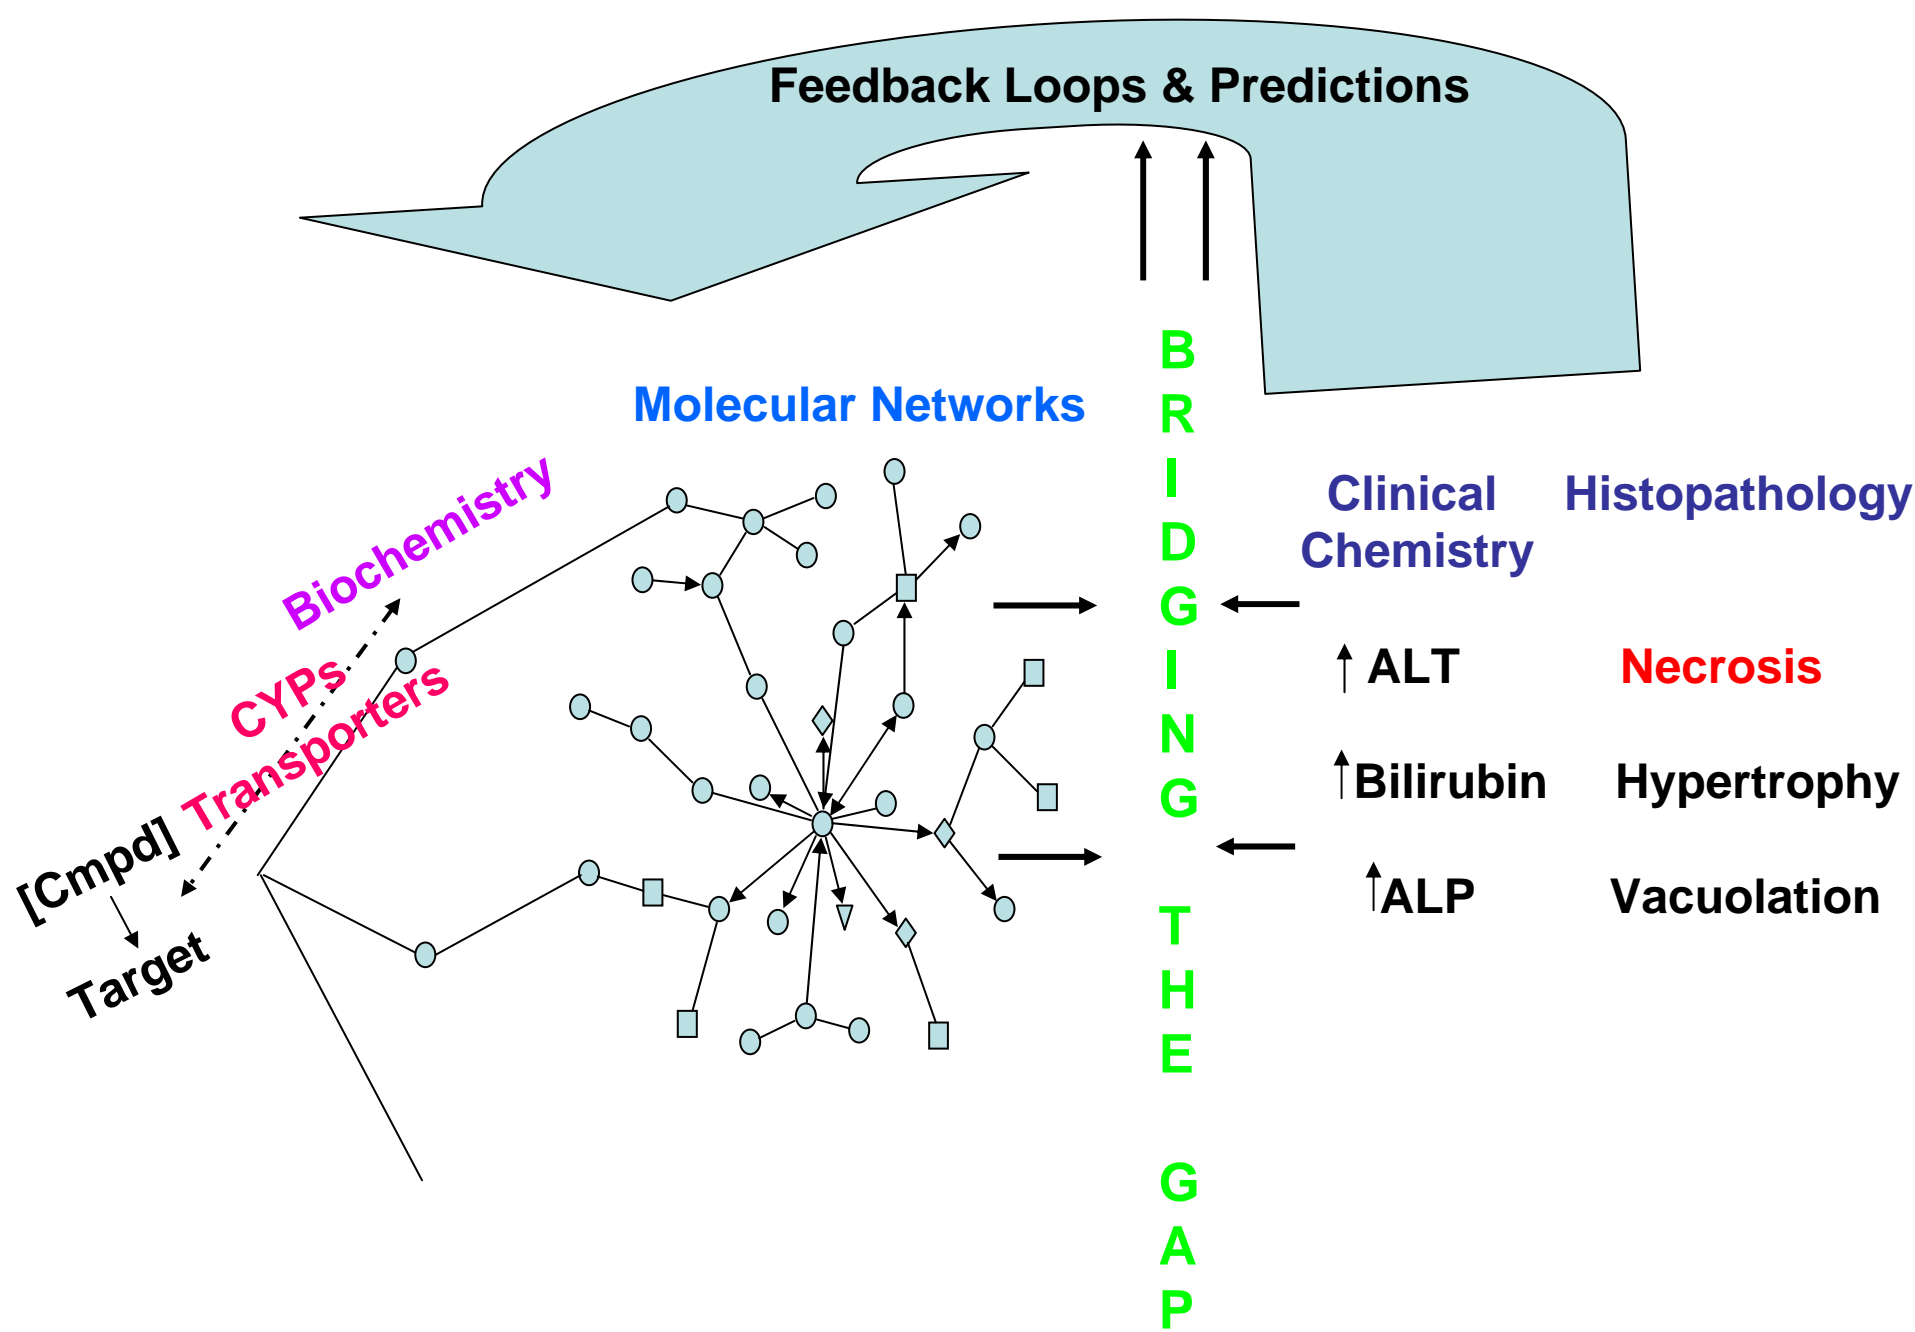 Feedback Loops & Predictions
Molecular Networks
Biochemistry
CYPs
Transporters
[Cmpd]
Target
B
R
I
D
G
I
N
G
T
H
E
G
A
P
Clinical
Chemistry
Histopathology
ALT
Necrosis
Bilirubin
Hypertrophy
ALP
Vacuolation